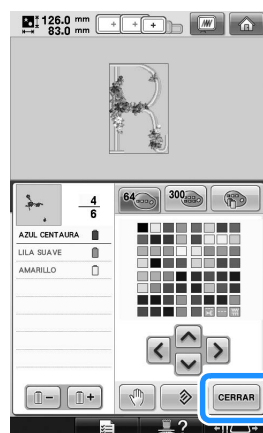 126.0 mm
83.0 mm
4
6
64
300
AZUL CENTAURA
LILA SUAVE
AMARILLO
CERRAR
?